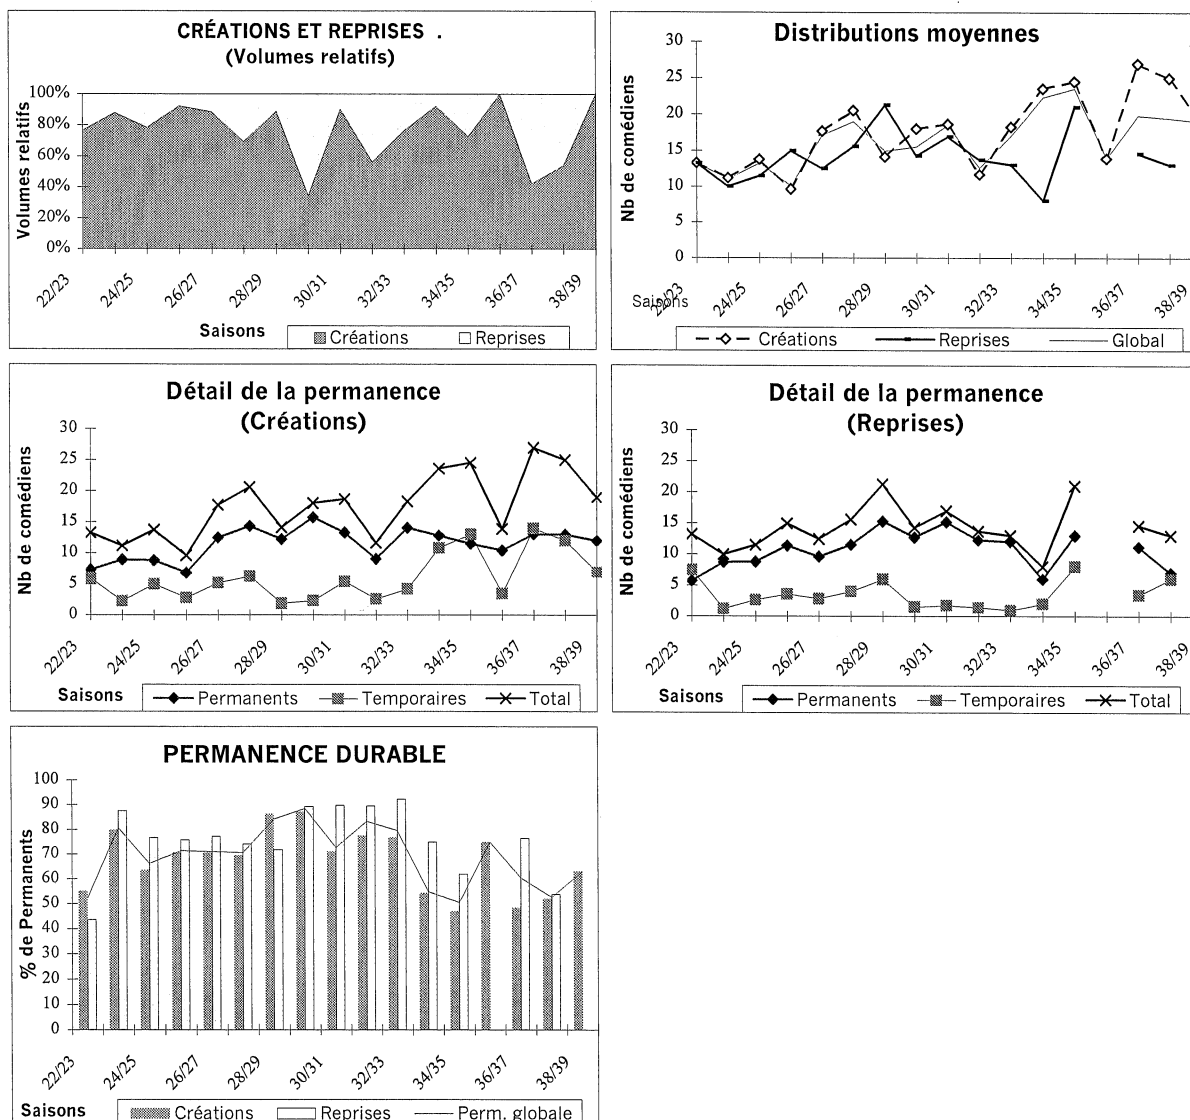 CRÉATIONS ET REPRISES .
(Volumes relatifs)
Volumes relatifs
100%
80%
60%
40%
20%
0%
22/23
24/25
26/27
28/29
30/31
32/33
34/35
36/37
38/39
Saisons
Créations
Reprises
Distributions moyennes
Nb de comédiens
30
25
20
15
10
5
0
Saisons
24/25
26/27
28/29
30/31
32/33
34/35
36/37
38/39
Créations
Reprises
Global
Détail de la permanence
(Créations)
Nb de comédiens
30
25
20
15
10
5
0
22/23
24/25
26/27
28/29
30/31
32/33
34/35
36/37
38/39
Saisons
Permanents
Temporaires
Total
Détail de la permanence
(Reprises)
Nb de comédiens
30
25
20
15
10
5
0
22/23
24/25
26/27
28/29
30/31
32/33
34/35
36/37
38/39
Saisons
Permanents
Temporaires
Total
PERMANENCE DURABLE
% de Permanents
100
90
80
70
60
50
40
30
20
10
0
22/23
24/25
26/27
28/29
30/31
32/33
34/35
36/37
38/39
Saisons
Créations
Reprises
Perm. globale